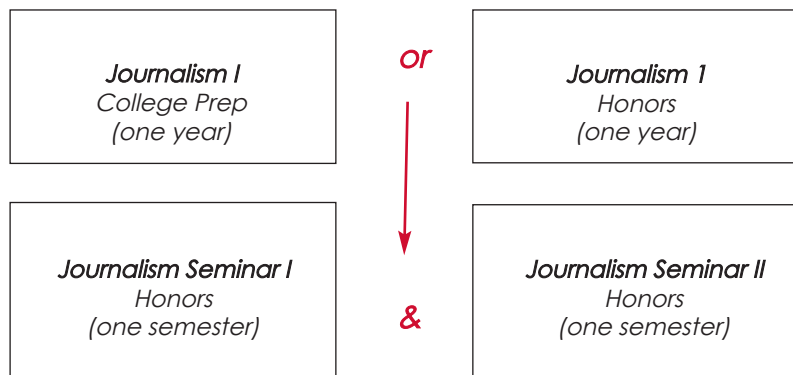 Journalism I
College Prep
(one year)
or
Journalism 1
Honors
(one year)
Journalism Seminar I
Honors
(one semester)
&
Journalism Seminar II
Honors
(one semester)